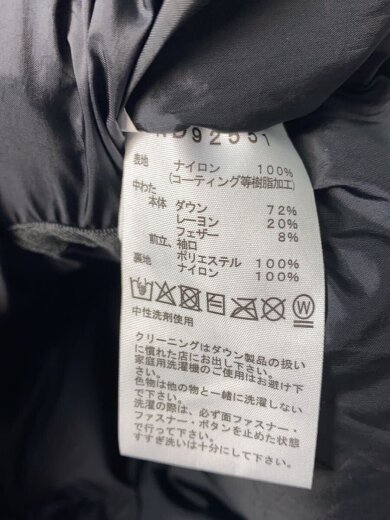 ND92551
表地 ナイロン 100%
(コーティング等樹脂加工)
中わた
本体 ダウン 72%
レーヨン 20%
フェザー 8%
前立、袖口
ポリエステル 100%
裏地 ナイロン 100%
W
中性洗剤使用
クリーニングはダウン製品の扱い
に慣れた店にお出し下さい。
家庭用洗濯機のご使用はお避け下
さい。
色物は他の物と一緒に洗濯しない
で下さい。
洗濯の際は、必ず面ファスナー・
ファスナー・ボタンを止めた状態
で行って下さい。
すすぎ洗いは十分にして下さい。